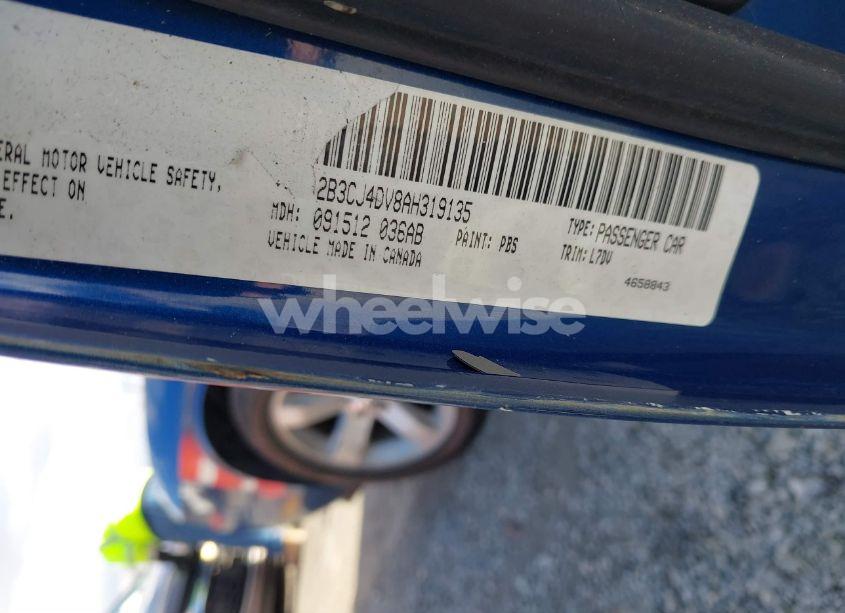 ERAL MOTOR VEHICLE SAFETY,
EFFECT ON
E.
2B3CJ4DV8AH319135
MDH: 091512 036AB
VEHICLE MADE IN CANADA
PAINT: PBS
TYPE: PASSENGER CAR
TRIM: L7DV
4658843
wheelwise